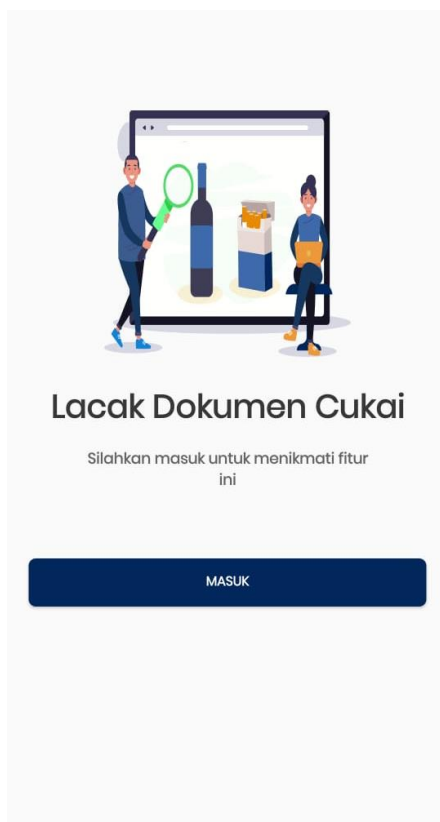 Lacak Dokumen Cukai
Silahkan masuk untuk menikmati fitur
ini
MASUK